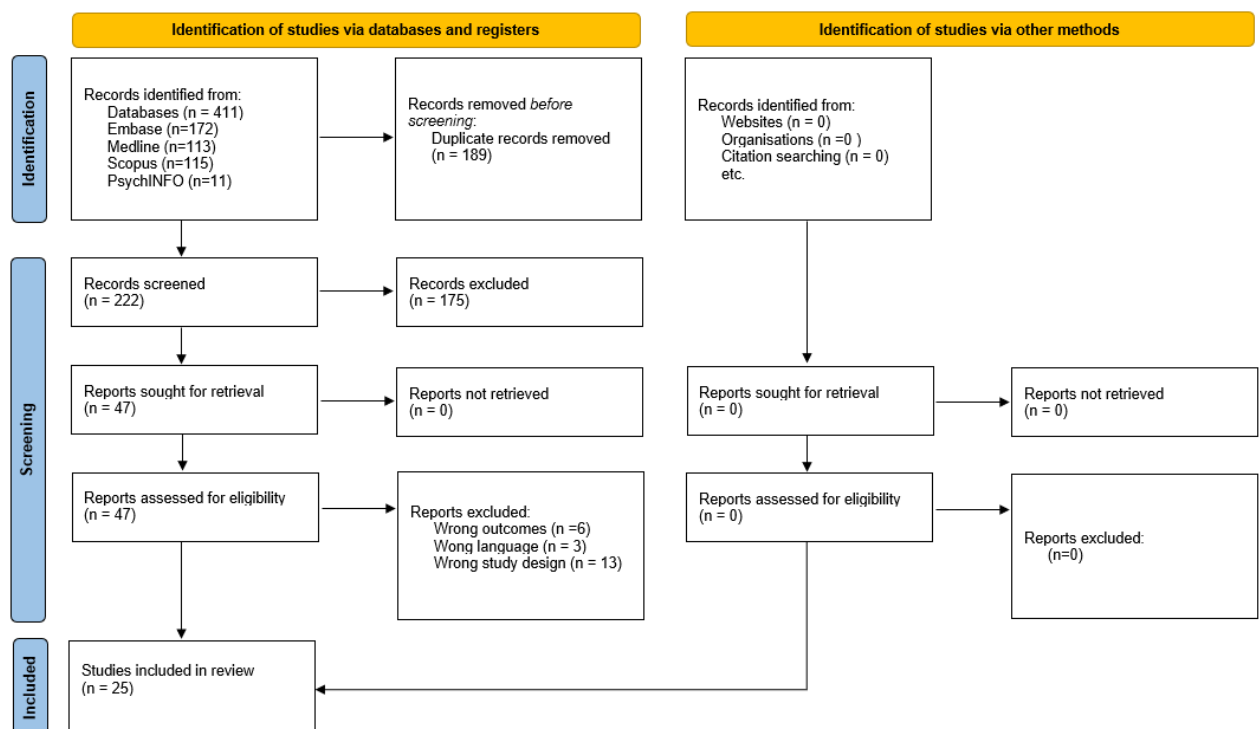 Identification of studies via databases and registers
Identification of studies via other methods
Identification
Records identified from:
Databases (n = 411)
Embase (n=172)
Medline (n=113)
Scopus (n=115)
PsychINFO (n=11)
Records removed before
screening:
Duplicate records removed
(n = 189)
Records identified from:
Websites (n = 0)
Organisations (n =0 )
Citation searching (n = 0)
etc.
Screening
Records screened
(n = 222)
Records excluded
(n = 175)
Reports sought for retrieval
(n = 47)
Reports not retrieved
(n = 0)
Reports sought for retrieval
(n = 0)
Reports not retrieved
(n = 0)
Reports assessed for eligibility
(n = 47)
Reports excluded:
Wrong outcomes (n =6)
Wong language (n = 3)
Wrong study design (n = 13)
Reports assessed for eligibility
(n = 0)
Reports excluded:
(n=0)
Included
Studies included in review
(n = 25)